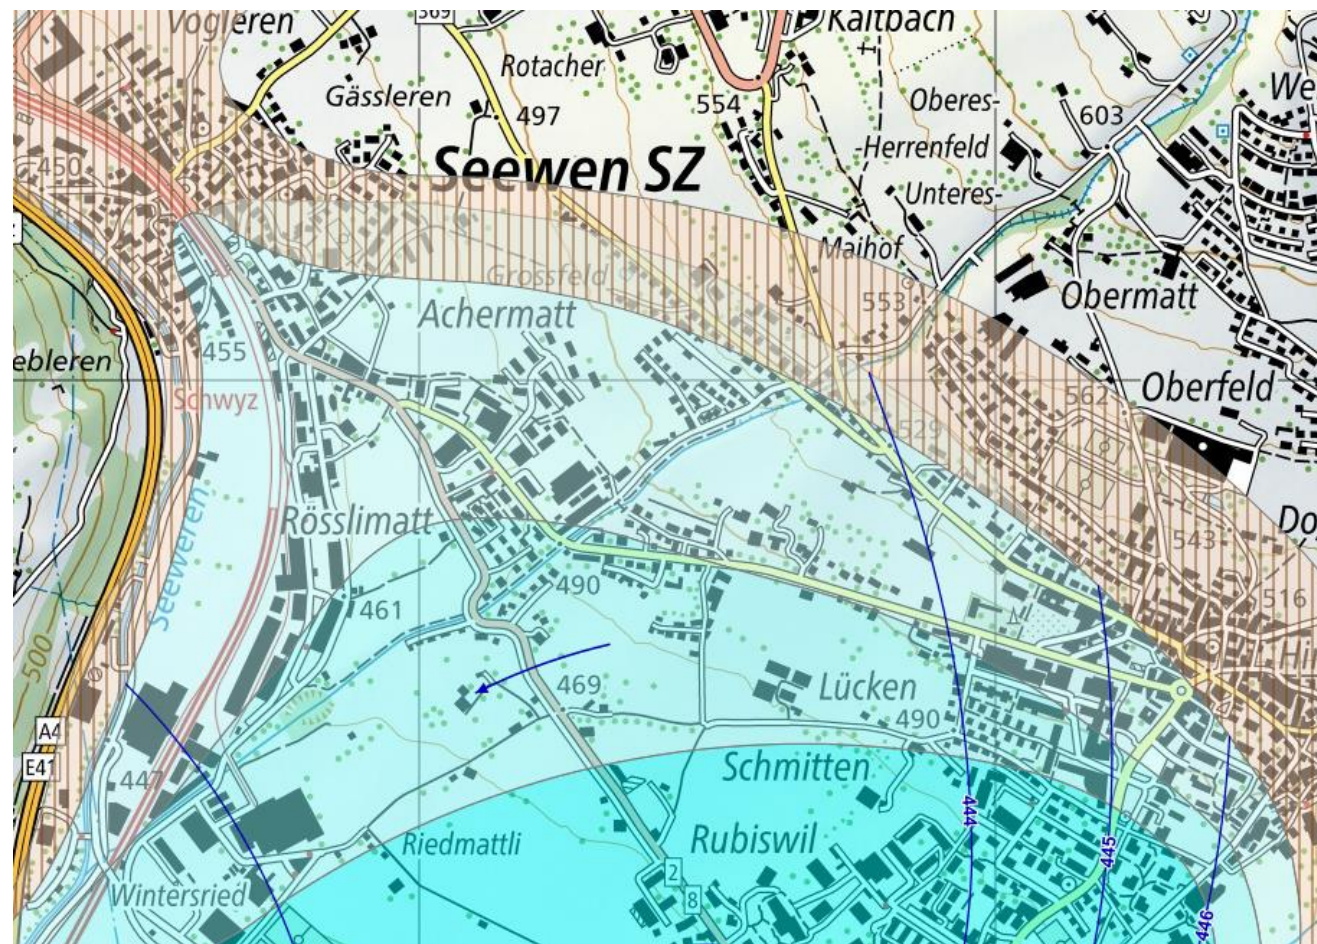 Vogleren
369
Kaltbach
Rotacher
Gässleren
497
554
Oberes-
603
-Herrenfeld
Seewen SZ
450
Unteres-
Maihof
Grossfeld
553
Obermatt
Achermatt
455
ebleren
Schwyz
562
Oberfeld
529
Seeweren
Rösslimatt
543
Do
461
490
516
500
469
Lücken
490
A4
E41
447
Schmitten
444
445
446
Riedmattli
Rubiswil
2
8
Wintersried